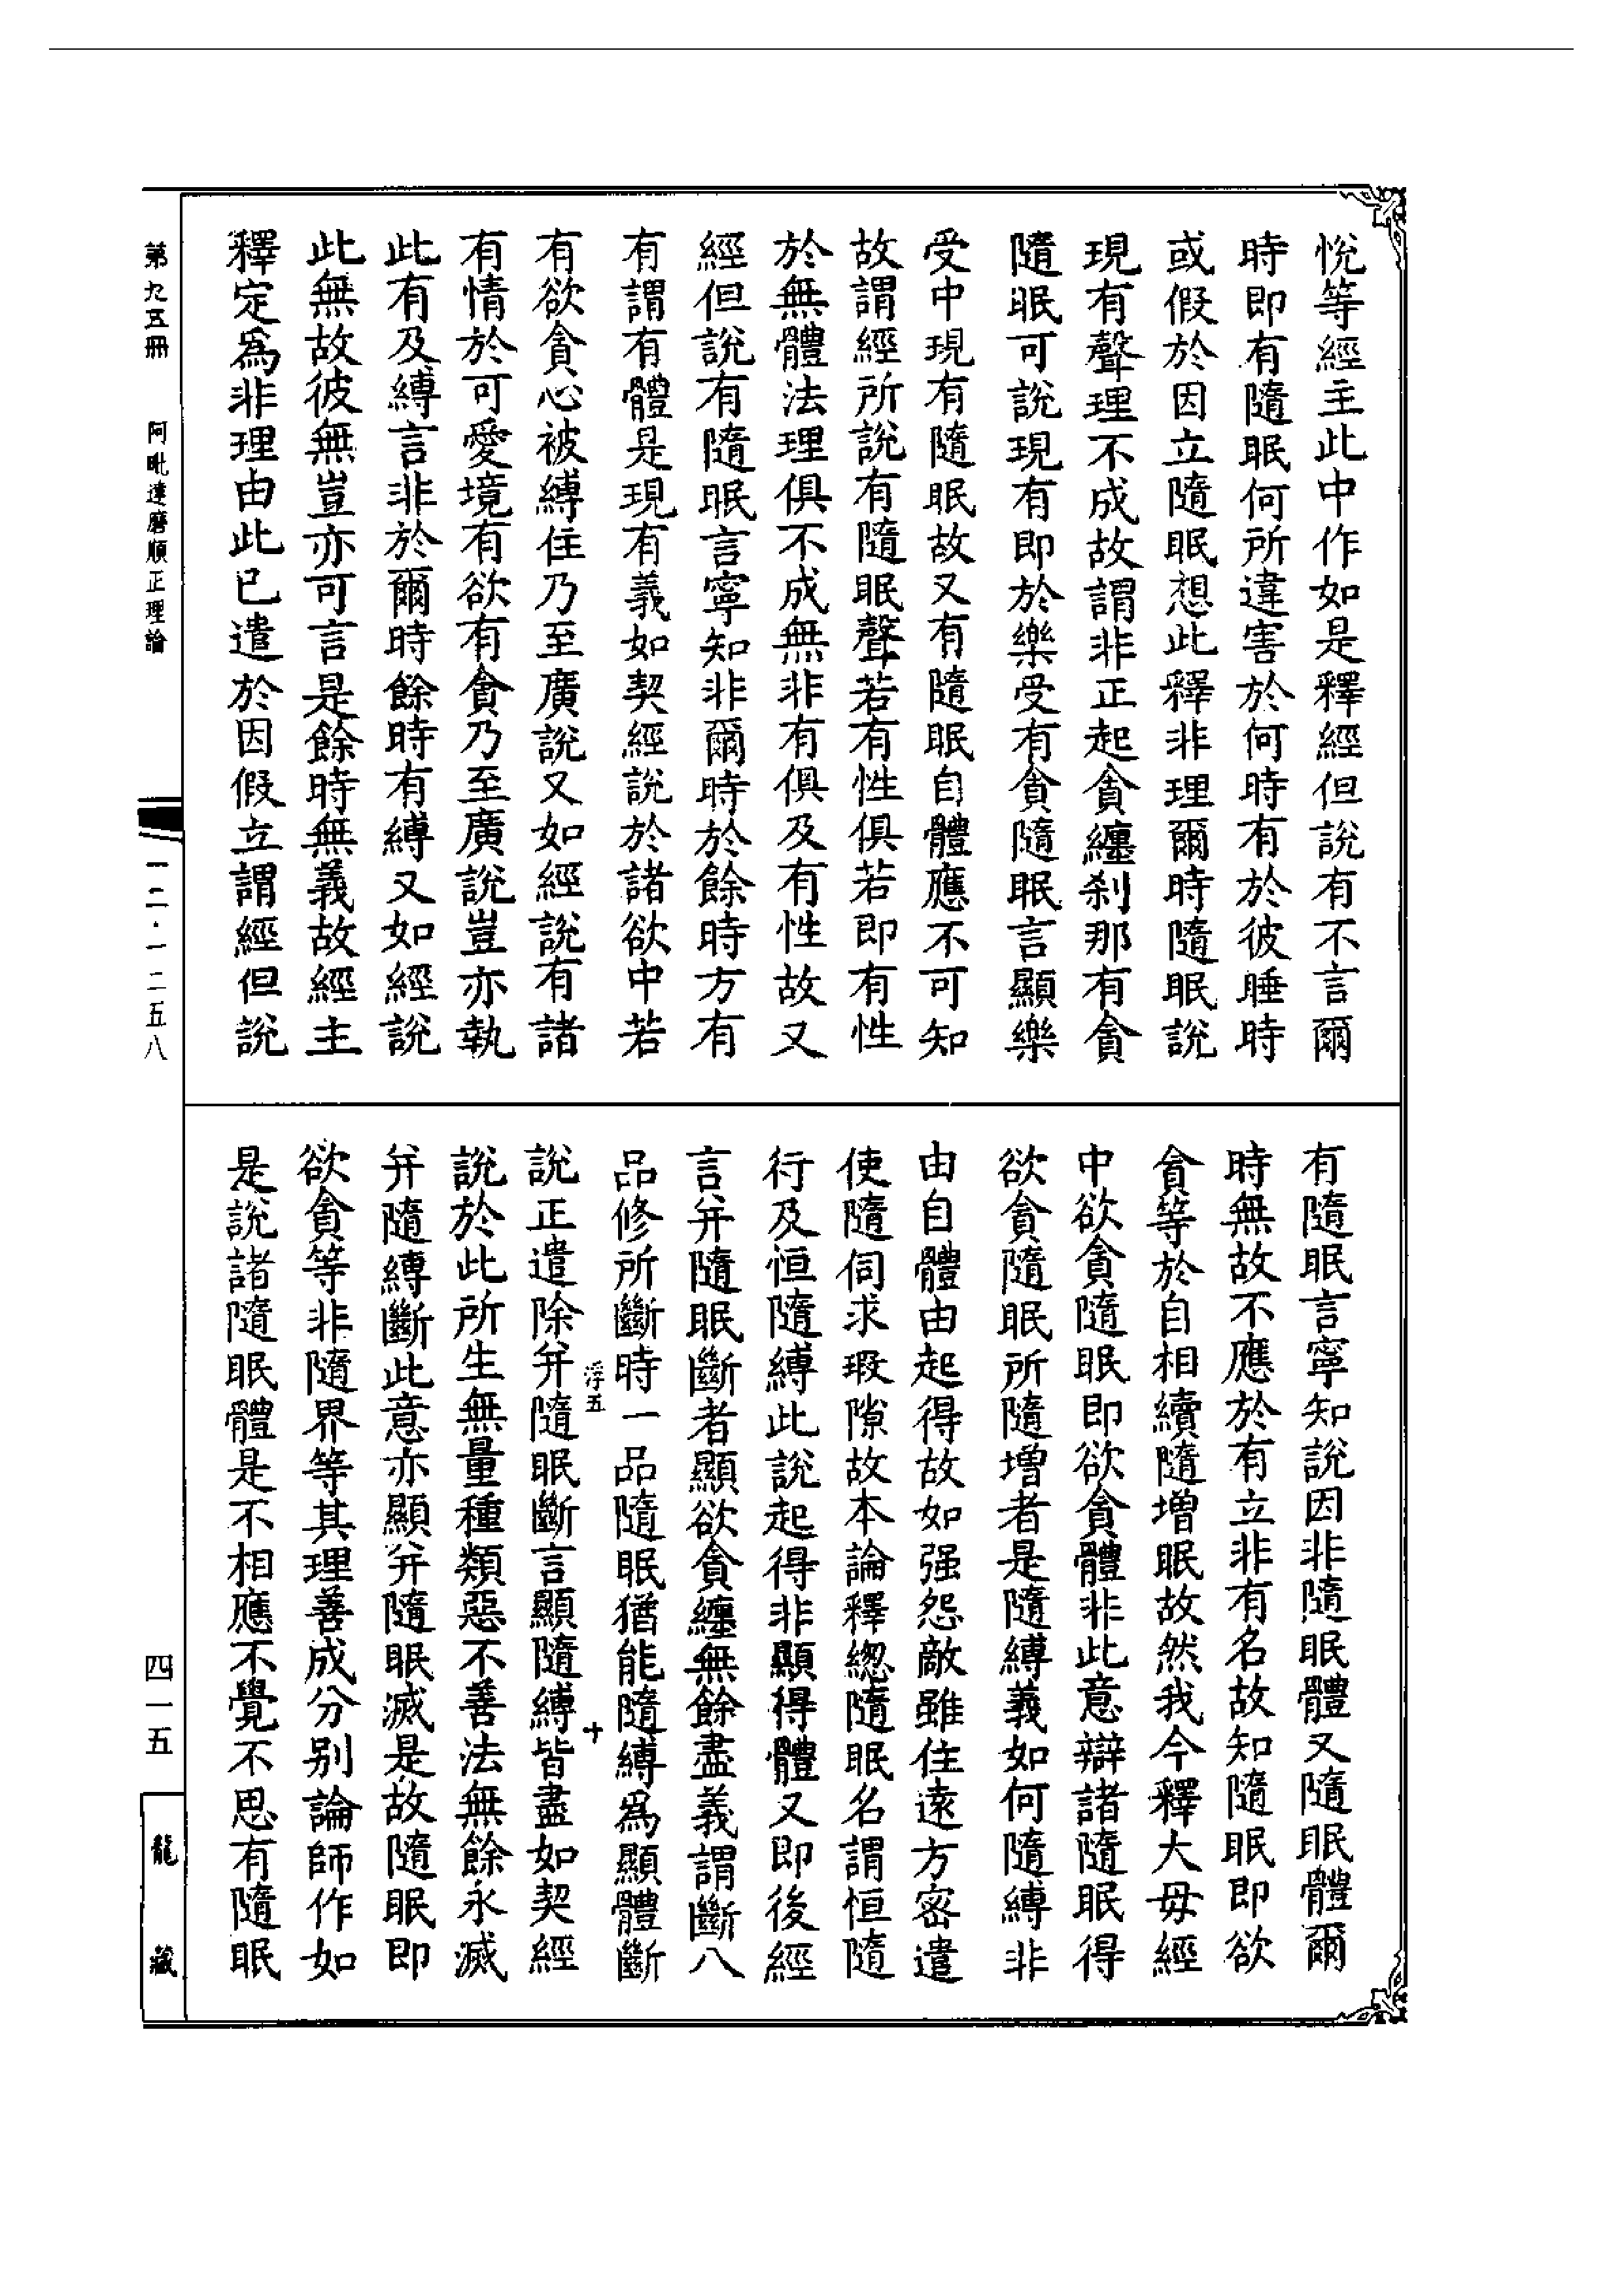 悅等經主此中作如是釋經但說有不言爾
時即有隨眠何所違害於何時有於彼睡時
或假於因立隨眠想此釋非理爾時隨眠說
現有聲理不成故謂非正起貪纏刹那有貪
隨眠可說現有即於樂受有貪隨眠言顯樂
受中現有隨眠故又有隨眠自體應不可知
故謂經所說有隨眠聲若有性俱若即有性
於無體法理俱不成無非有俱及有性故又
經但說有隨眠言寧知非爾時於餘時方有
有謂有體是現有義如契經說於諸欲中若
有欲貪心被縛住乃至廣說又如經說有諸
有情於可愛境有欲有貪乃至廣說豈亦執
此有及縛言非於爾時餘時有縛又如經說
此無故彼無豈亦可言是餘時無義故經主
釋定為非理由此已遣於因假立謂經但說
有隨眠言寧知說因非隨眠體又隨眠體爾
時無故不應於有立非有名故知隨眠即欲
貪等於自相續隨增眠故然我今釋大母經
中欲貪隨眠即欲貪體非此意辯諸隨眠得
欲貪隨眠所隨增者是隨縛義如何隨縛非
由自體由起得故如强怨敵雖住遠方密遣
使隨伺求瑕隙故本論釋緫隨眠名謂恒隨
行及恒隨縛此說起得非顯得體又即後經
言幷隨眠斷者顯欲貪纏無餘盡義謂斷八
品修所斷時一品隨眠猶能隨縛為顯體斷
說正遣除幷隨眠斷言顯隨縛皆盡如契經
說於此所生無量種類惡不善法無餘永滅
幷隨縛斷此意亦顯幷隨眠滅是故隨眠即
欲貪等非隨界等其理善成分别論師作如
是說諸隨眠體是不相應不覺不思有隨眠
浮五
十
第九五冊
阿毗達磨順正理論
一二·一二五八
四一五
龍藏